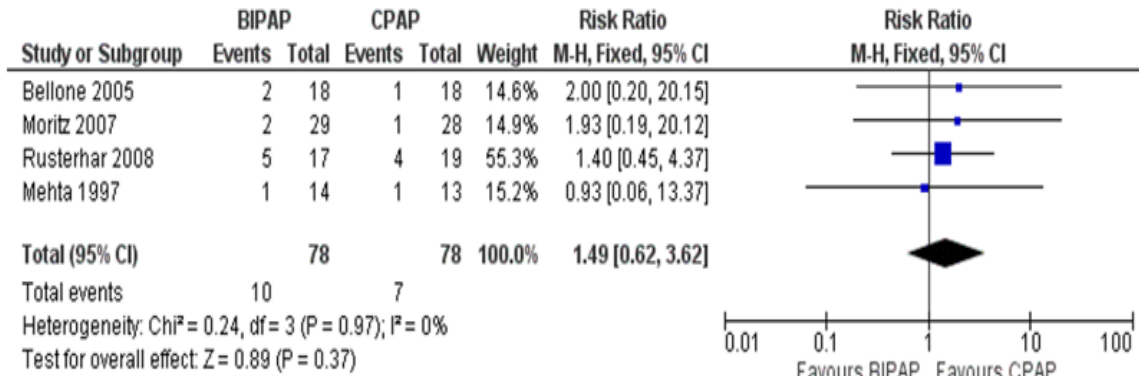 BIPAP CPAP Risk Ratio Risk Ratio
Study or Subgroup Events Total Events Total Weight M-H, Fixed, 95% CI M-H, Fixed, 95% CI
Bellone 2005 2 18 1 18 14.6% 2.00 [0.20, 20.15]
Moritz 2007 2 29 1 28 14.9% 1.93 [0.19, 20.12]
Rusterhar 2008 5 17 4 19 55.3% 1.40 [0.45, 4.37]
Mehta 1997 1 14 1 13 15.2% 0.93 [0.06, 13.37]
Total (95% CI) 78 78 100.0% 1.49 [0.62, 3.62]
Total events 10 7
Heterogeneity: Chi² = 0.24, df = 3 (P = 0.97); I² = 0%
Test for overall effect: Z = 0.89 (P = 0.37)
0.01 0.1 1 10 100
Favours BIPAP Favours CPAP